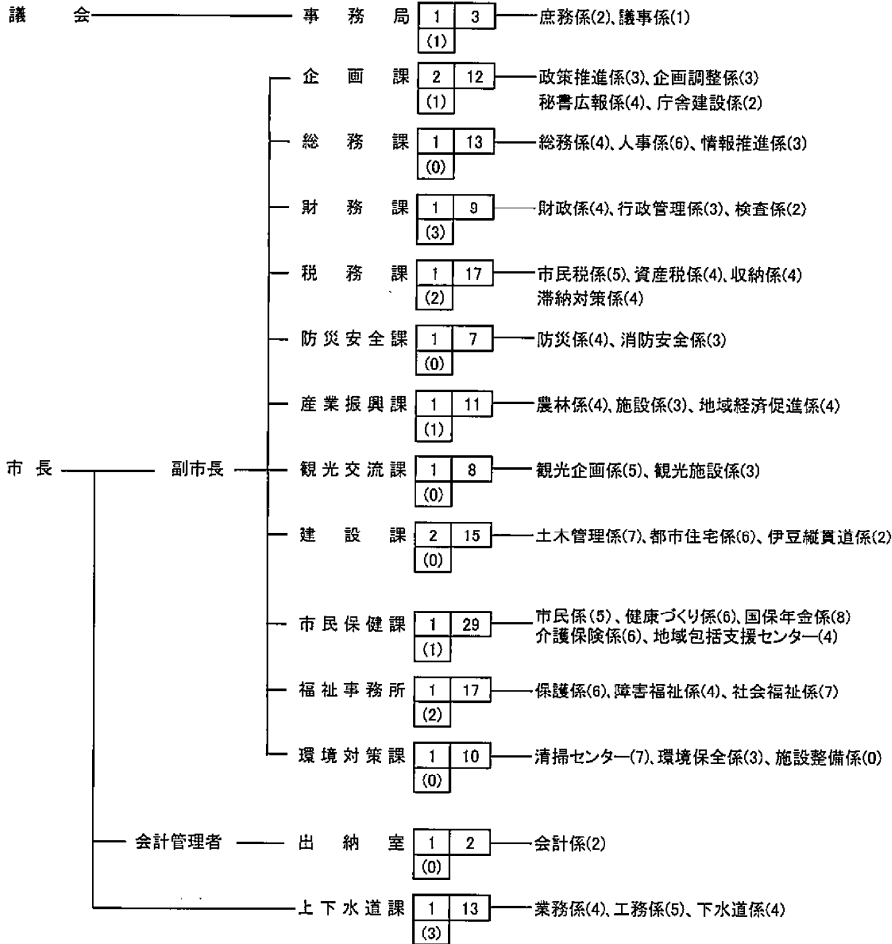 議会 事務局 1 3 庶務係(2)、議事係(1)
(1)
企画課 2 12 政策推進係(3)、企画調整係(3)
(1) 秘書広報係(4)、庁舎建設係(2)
総務課 1 13 総務係(4)、人事係(6)、情報推進係(3)
(0)
財務課 1 9 財政係(4)、行政管理係(3)、検査係(2)
(3)
税務課 1 17 市民税係(5)、資産税係(4)、収納係(4)
(2) 滞納対策係(4)
防災安全課 1 7 防災係(4)、消防安全係(3)
(0)
産業振興課 1 11 農林係(4)、施設係(3)、地域経済促進係(4)
(1)
市長 副市長 観光交流課 1 8 観光企画係(5)、観光施設係(3)
(0)
建設課 2 15 土木管理係(7)、都市住宅係(6)、伊豆縦貫道係(2)
(0)
市民保健課 1 29 市民係(5)、健康づくり係(6)、国保年金係(8)
(1) 介護保険係(6)、地域包括支援センター(4)
福祉事務所 1 17 保護係(6)、障害福祉係(4)、社会福祉係(7)
(2)
環境対策課 1 10 清掃センター(7)、環境保全係(3)、施設整備係(0)
(0)
会計管理者 出納室 1 2 会計係(2)
(0)
上下水道課 1 13 業務係(4)、工務係(5)、下水道係(4)
(3)